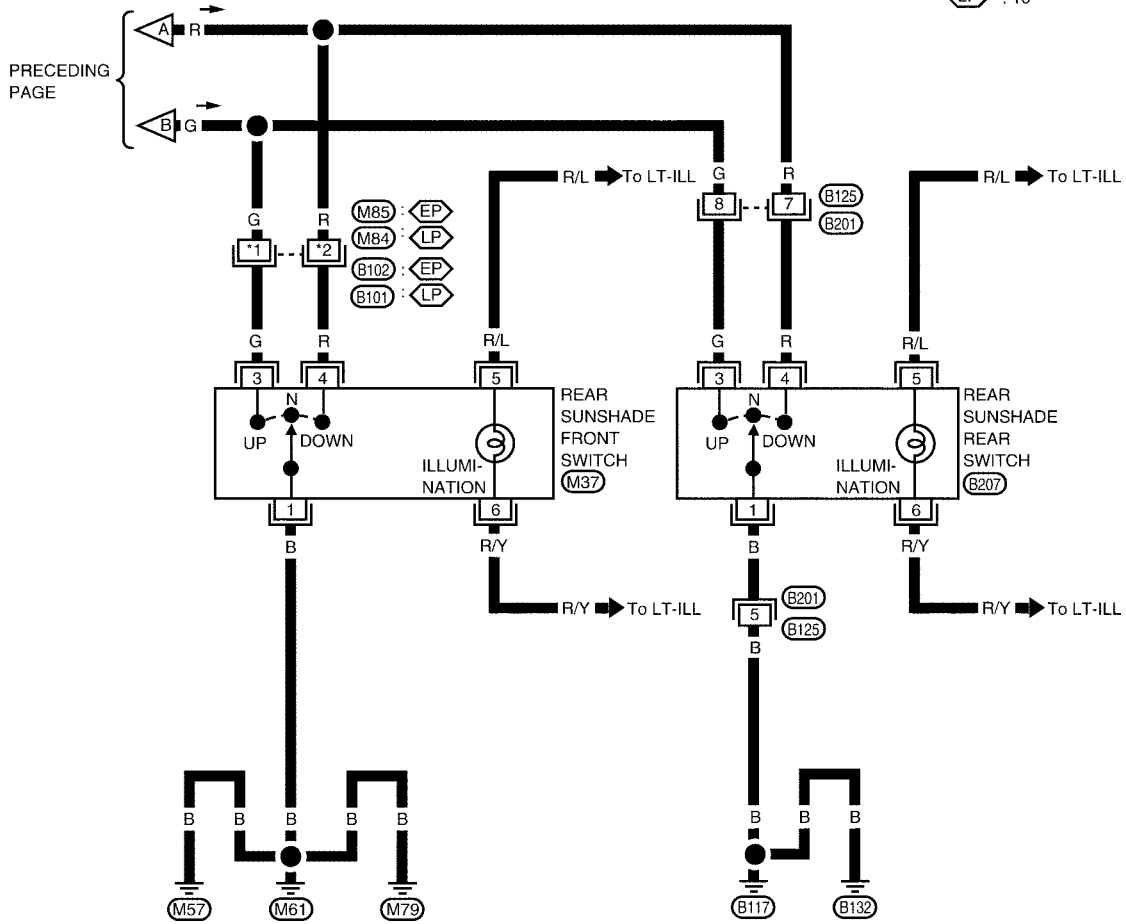 A R
PRECEDING
PAGE
B G
R/L To LT-ILL
G R
8 7
B125
B201
R/L To LT-ILL
G R
*1 *2
M85 : EP
M84 : LP
B102 : EP
B101 : LP
G R R/L
3 4 5
N
UP DOWN
ILLUMI-
NATION
1 6
REAR
SUNSHADE
FRONT
SWITCH
M37
B R/Y
R/Y To LT-ILL
G R R/L
3 4 5
N
UP DOWN
ILLUMI-
NATION
1 6
REAR
SUNSHADE
REAR
SWITCH
B207
B R/Y
5
B201
B125
B
R/Y To LT-ILL
B B B B B
M57 M61 M79
B B B
B117 B132